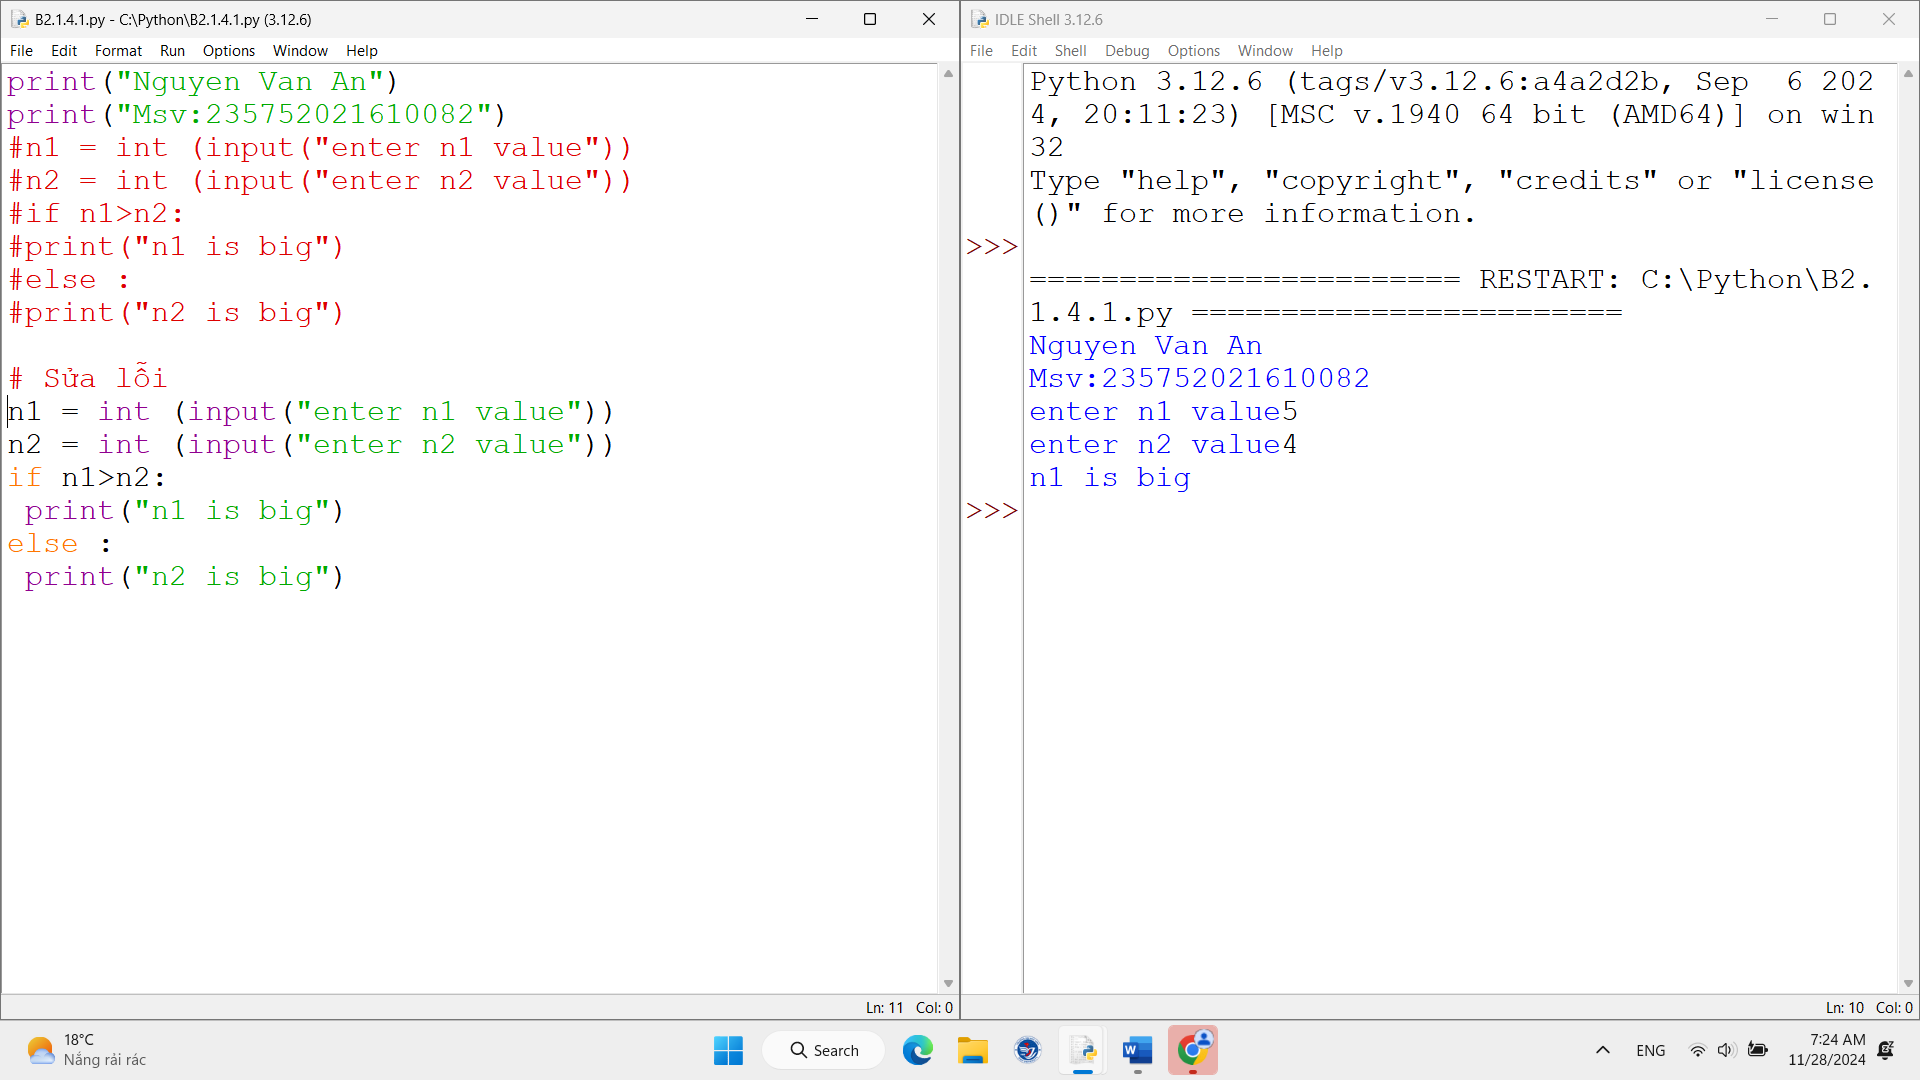 B2.1.4.1.py - C:\Python\B2.1.4.1.py (3.12.6)
File Edit Format Run Options Window Help
print("Nguyen Van An")
print("Msv:235752021610082")
#n1 = int (input("enter n1 value"))
#n2 = int (input("enter n2 value"))
#if n1>n2:
#print("n1 is big")
#else :
#print("n2 is big")
# Sửa lỗi
n1 = int (input("enter n1 value"))
n2 = int (input("enter n2 value"))
if n1>n2:
 print("n1 is big")
else :
 print("n2 is big")
Ln: 11 Col: 0
IDLE Shell 3.12.6
File Edit Shell Debug Options Window Help
Python 3.12.6 (tags/v3.12.6:a4a2d2b, Sep  6 202
4, 20:11:23) [MSC v.1940 64 bit (AMD64)] on win
32
Type "help", "copyright", "credits" or "license
()" for more information.
>>>
======================== RESTART: C:\Python\B2.
1.4.1.py ========================
Nguyen Van An
Msv:235752021610082
enter n1 value5
enter n2 value4
n1 is big
>>>
Ln: 10 Col: 0
18°C
Nắng rải rác
Search
ENG
7:24 AM
11/28/2024